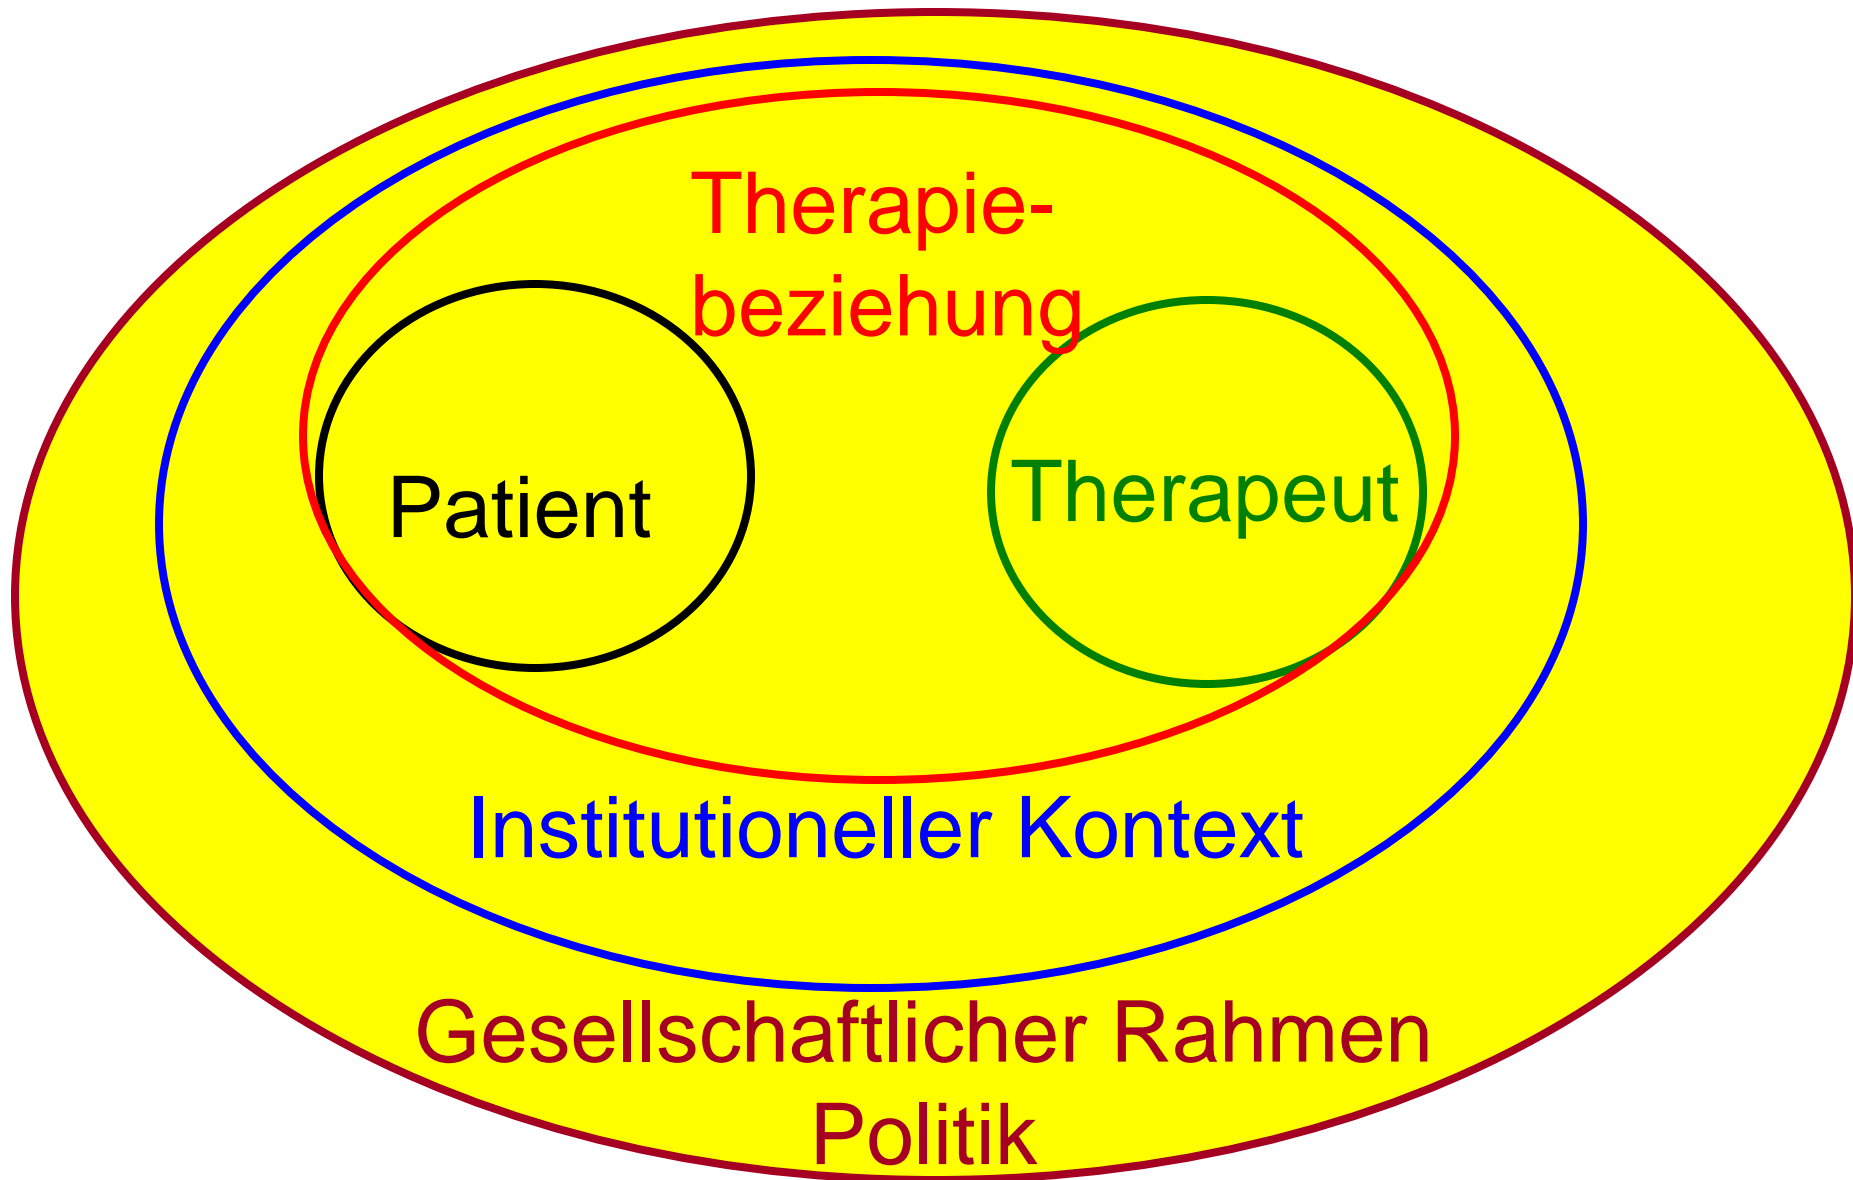 Therapie-
beziehung
Patient
Therapeut
Institutioneller Kontext
Gesellschaftlicher Rahmen
Politik